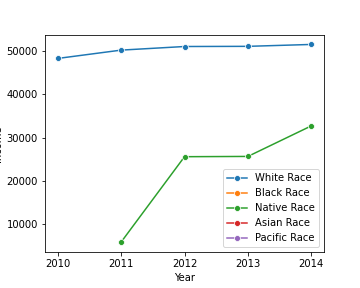 50000
40000
30000
20000
10000
2010 2011 2012 2013 2014
Year
White Race
Black Race
Native Race
Asian Race
Pacific Race